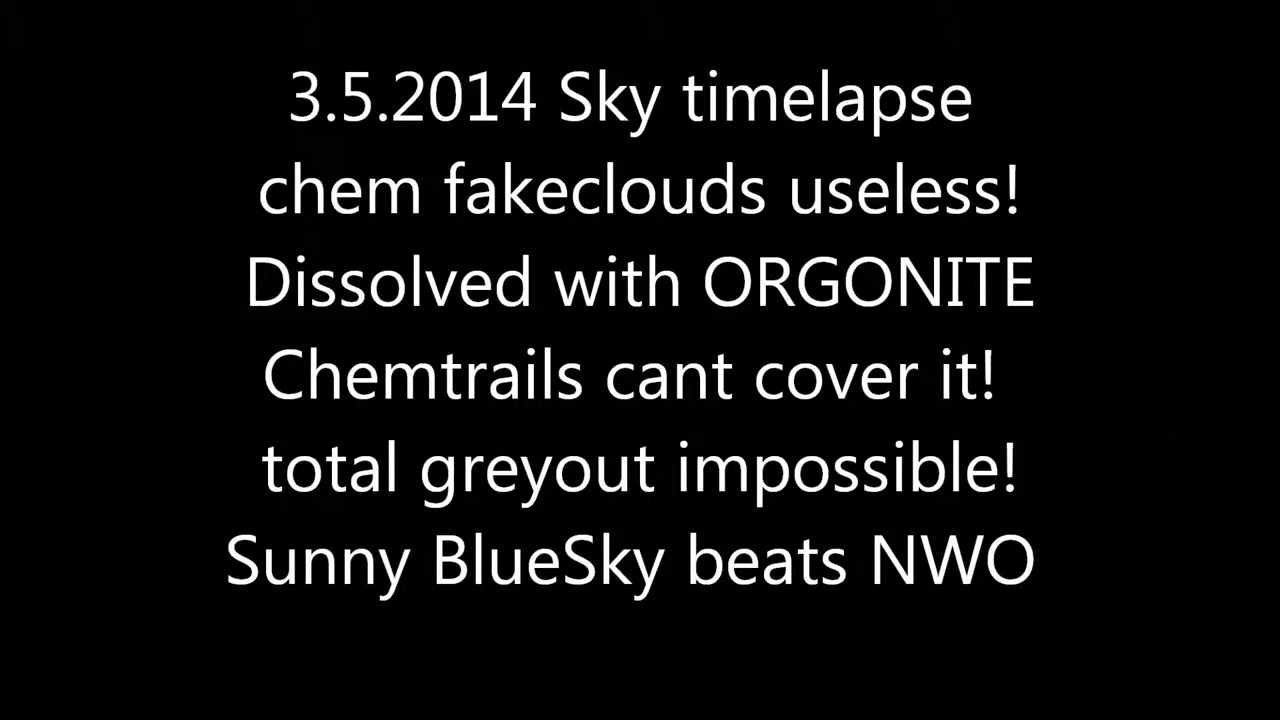 3.5.2014 Sky timelapse
chem fakeclouds useless!
Dissolved with ORGONITE
Chemtrails cant cover it!
total greyout impossible!
Sunny BlueSky beats NWO